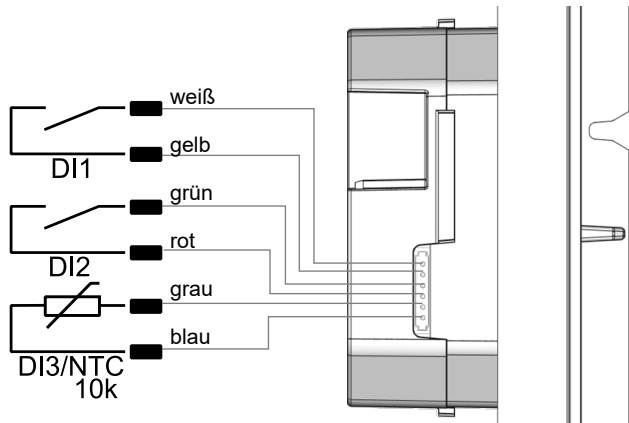 weiß
gelb
DI1
grün
rot
DI2
grau
blau
DI3/NTC
10k